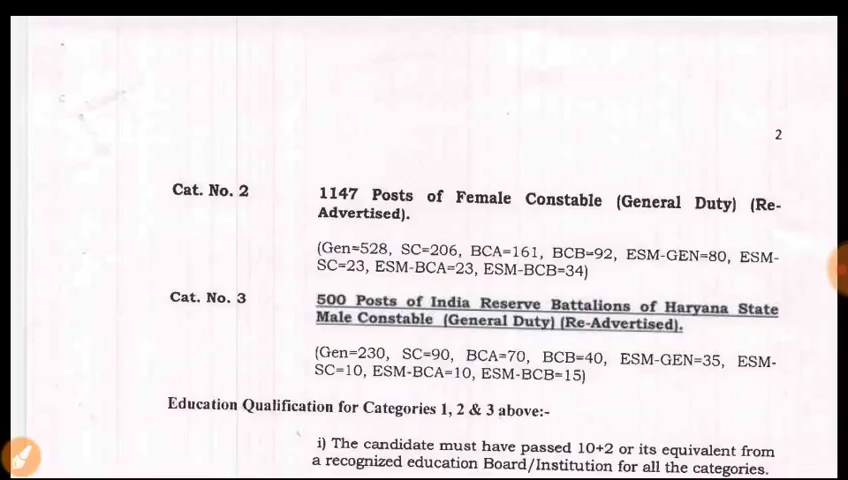 2
Cat. No. 2
1147 Posts of Female Constable (General Duty) (Re-
Advertised).
(Gen=528, SC=206, BCA=161, BCB=92, ESM-GEN=80, ESM-
SC=23, ESM-BCA=23, ESM-BCB=34)
Cat. No. 3
500 Posts of India Reserve Battalions of Haryana State
Male Constable (General Duty) (Re-Advertised).
(Gen=230, SC=90, BCA=70, BCB=40, ESM-GEN=35, ESM-
SC=10, ESM-BCA=10, ESM-BCB=15)
Education Qualification for Categories 1, 2 & 3 above:-
i) The candidate must have passed 10+2 or its equivalent from
a recognized education Board/Institution for all the categories.